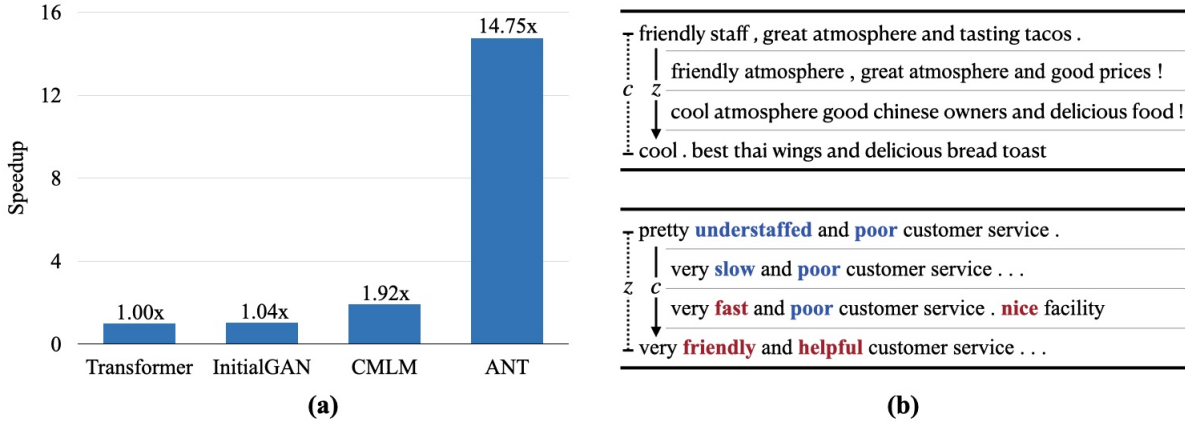 16
12
8
4
0
Speedup
1.00x
1.04x
1.92x
14.75x
Transformer InitialGAN CMLM ANT
(a)
friendly staff , great atmosphere and tasting tacos .
friendly atmosphere , great atmosphere and good prices !
c z
cool atmosphere good chinese owners and delicious food !
cool . best thai wings and delicious bread toast
pretty understaffed and poor customer service .
very slow and poor customer service . . .
z c
very fast and poor customer service . nice facility
very friendly and helpful customer service . . .
(b)